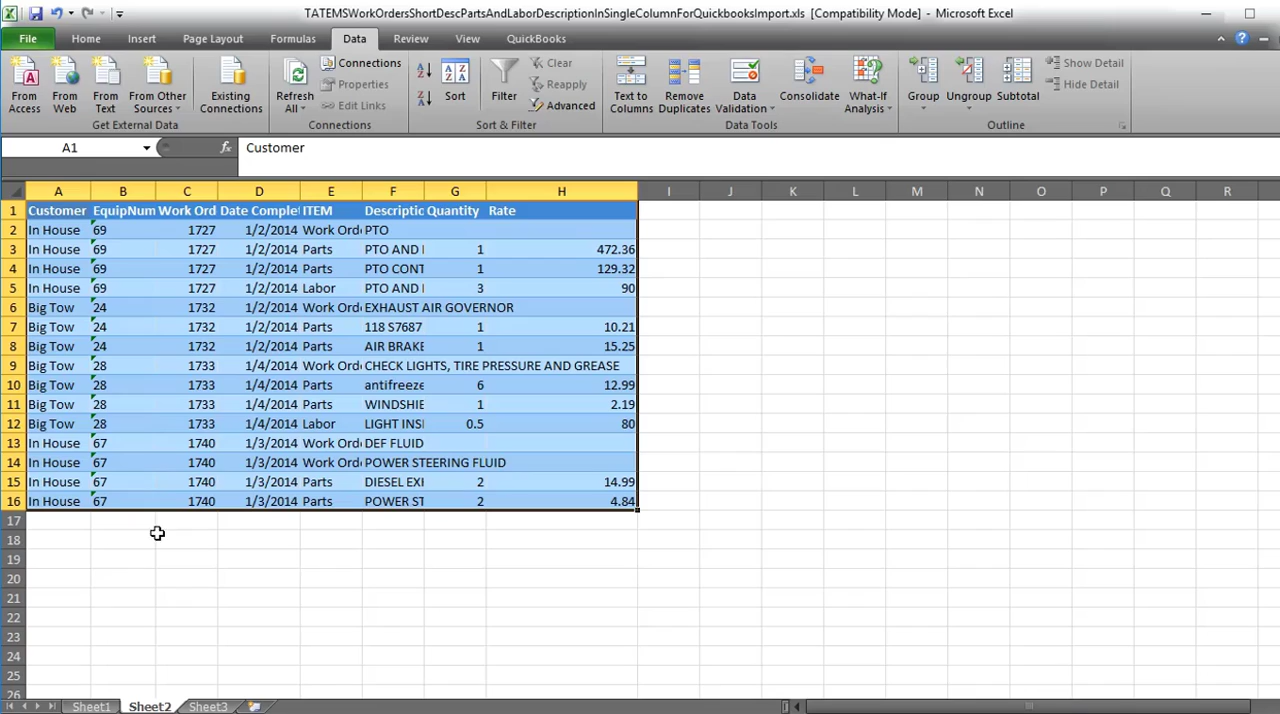 TATEMSWorkOrdersShortDescPartsAndLaborDescriptionInSingleColumnForQuickbooksImport.xls [Compatibility Mode] - Microsoft Excel
File Home Insert Page Layout Formulas Data Review View QuickBooks
From Access
From Web
From Text
From Other Sources
Existing Connections
Get External Data
Refresh All
Connections
Properties
Edit Links
Connections
Sort
Filter
Clear
Reapply
Advanced
Sort & Filter
Text to Columns
Remove Duplicates
Data Validation
Consolidate
What-If Analysis
Data Tools
Group
Ungroup
Subtotal
Show Detail
Hide Detail
Outline
A1 fx Customer
A B C D E F G H I J K L M N O P Q R
1 Customer EquipNum Work Ord Date Comple ITEM Descriptic Quantity Rate
2 In House 69 1727 1/2/2014 Work Ord PTO
3 In House 69 1727 1/2/2014 Parts PTO AND 1 472.36
4 In House 69 1727 1/2/2014 Parts PTO CONT 1 129.32
5 In House 69 1727 1/2/2014 Labor PTO AND 3 90
6 Big Tow 24 1732 1/2/2014 Work Ord EXHAUST AIR GOVERNOR
7 Big Tow 24 1732 1/2/2014 Parts 118 S7687 1 10.21
8 Big Tow 24 1732 1/2/2014 Parts AIR BRAKE 1 15.25
9 Big Tow 28 1733 1/4/2014 Work Ord CHECK LIGHTS, TIRE PRESSURE AND GREASE
10 Big Tow 28 1733 1/4/2014 Parts antifreeze 6 12.99
11 Big Tow 28 1733 1/4/2014 Parts WINDSHIE 1 2.19
12 Big Tow 28 1733 1/4/2014 Labor LIGHT INS 0.5 80
13 In House 67 1740 1/3/2014 Work Ord DEF FLUID
14 In House 67 1740 1/3/2014 Work Ord POWER STEERING FLUID
15 In House 67 1740 1/3/2014 Parts DIESEL EX 2 14.99
16 In House 67 1740 1/3/2014 Parts POWER ST 2 4.84
17
18
19
20
21
22
23
24
25
26
Sheet1 Sheet2 Sheet3